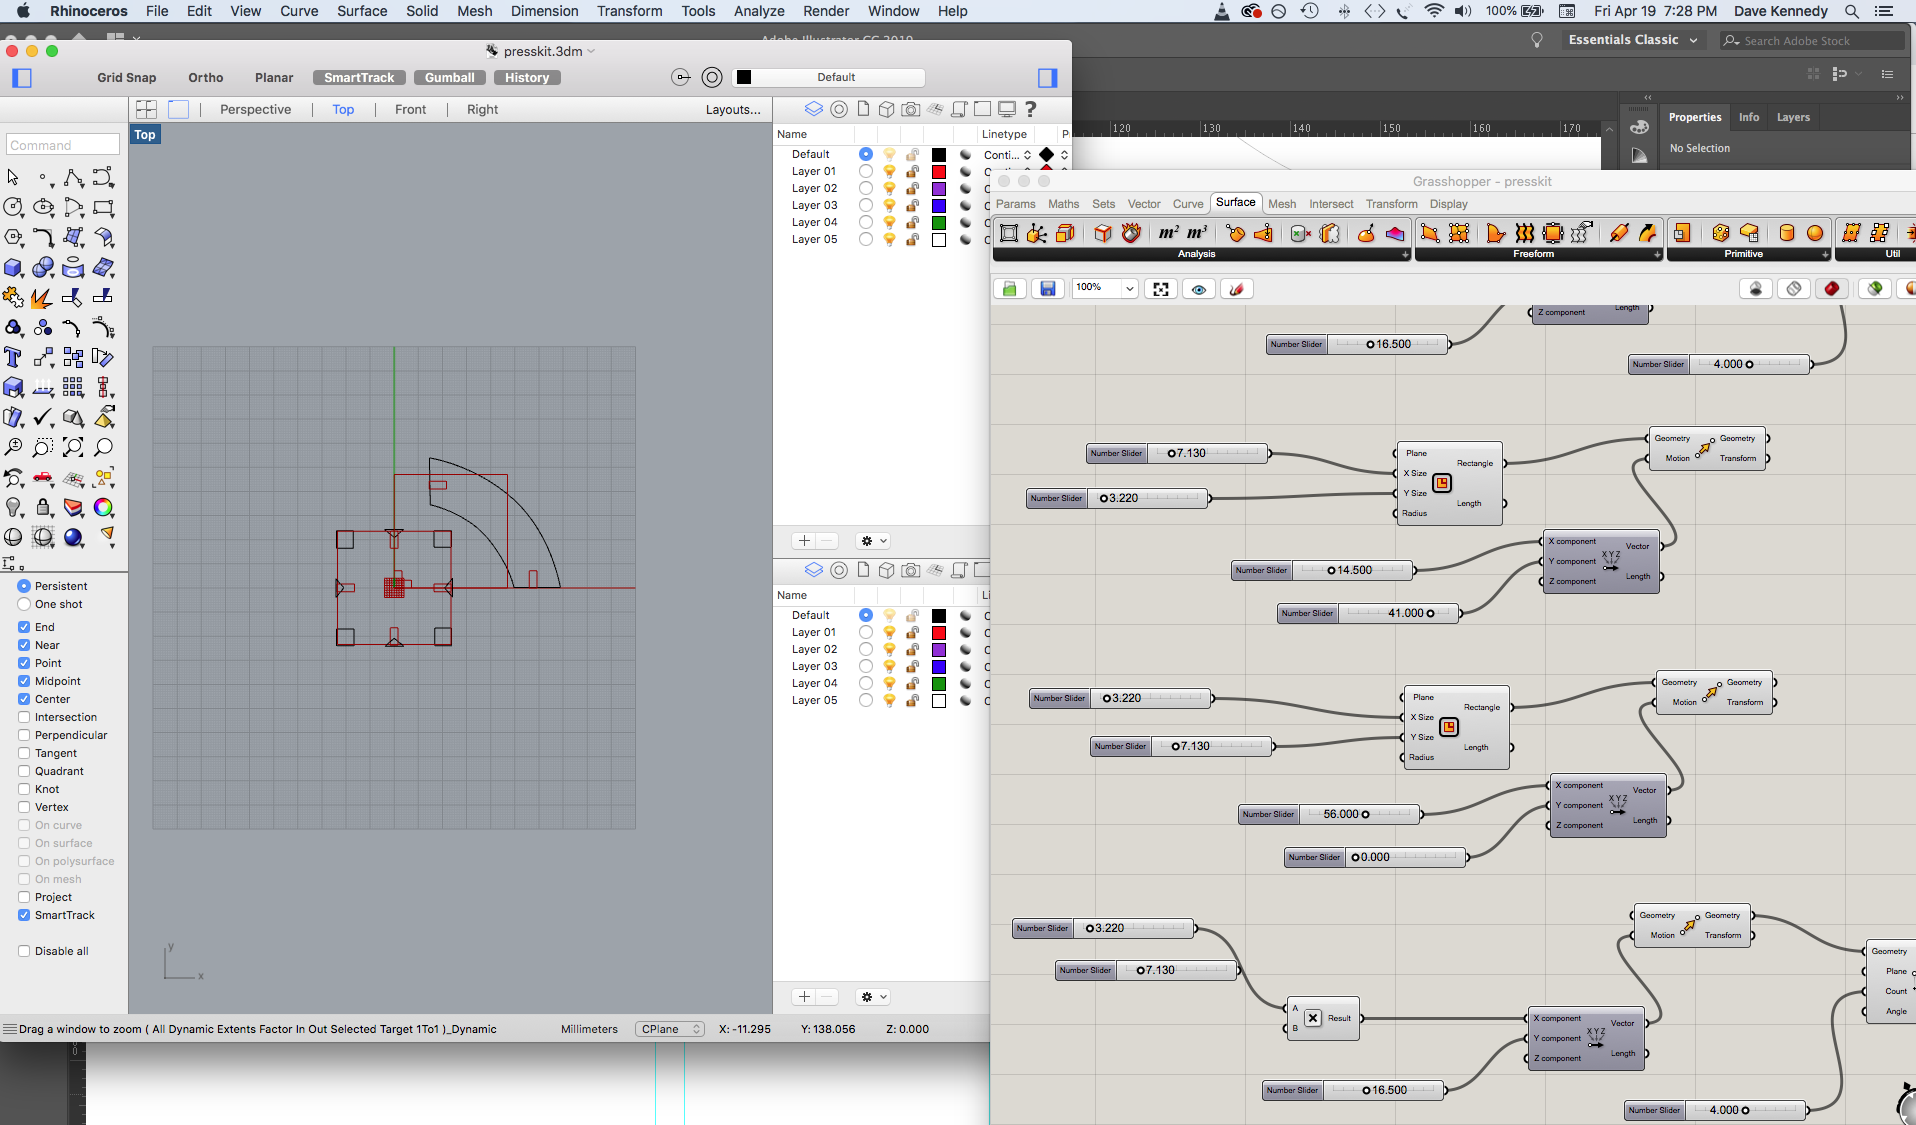 Rhinoceros File Edit View Curve Surface Solid Mesh Dimension Transform Tools Analyze Render Window Help 100% Fri Apr 19 7:28 PM Dave Kennedy
Essentials Classic Search Adobe Stock
presskit.3dm
Grid Snap Ortho Planar SmartTrack Gumball History Default
Perspective Top Front Right Layouts...
Top
Command
Persistent
One shot
End
Near
Point
Midpoint
Center
Intersection
Perpendicular
Tangent
Quadrant
Knot
Vertex
On curve
On surface
On polysurface
On mesh
Project
SmartTrack
Disable all
y
x
Name Linetype P
Default Conti...
Layer 01
Layer 02
Layer 03
Layer 04
Layer 05
Name Li
Default
Layer 01
Layer 02
Layer 03
Layer 04
Layer 05
Drag a window to zoom ( All Dynamic Extents Factor In Out Selected Target 1To1 )_Dynamic Millimeters CPlane X: -11.295 Y: 138.056 Z: 0.000
120 130 140 150 160 170
Properties Info Layers
No Selection
Grasshopper - presskit
Params Maths Sets Vector Curve Surface Mesh Intersect Transform Display
m² m³
Analysis Freeform Primitive Util
100%
Z component Length
Number Slider 16.500
Number Slider 4.000
Number Slider 7.130
Number Slider 3.220
Plane
X Size
Y Size
Radius
Rectangle
Length
Geometry Geometry
Motion Transform
Number Slider 14.500
Number Slider 41.000
X component
Y component
Z component
XYZ
Vector
Length
Number Slider 3.220
Number Slider 7.130
Plane
X Size
Y Size
Radius
Rectangle
Length
Geometry Geometry
Motion Transform
Number Slider 56.000
Number Slider 0.000
X component
Y component
Z component
XYZ
Vector
Length
Number Slider 3.220
Number Slider 7.130
A
B
Result
Geometry Geometry
Motion Transform
Geometry
Plane
Count
Angle
X component
Y component
Z component
XYZ
Vector
Length
Number Slider 16.500
Number Slider 4.000